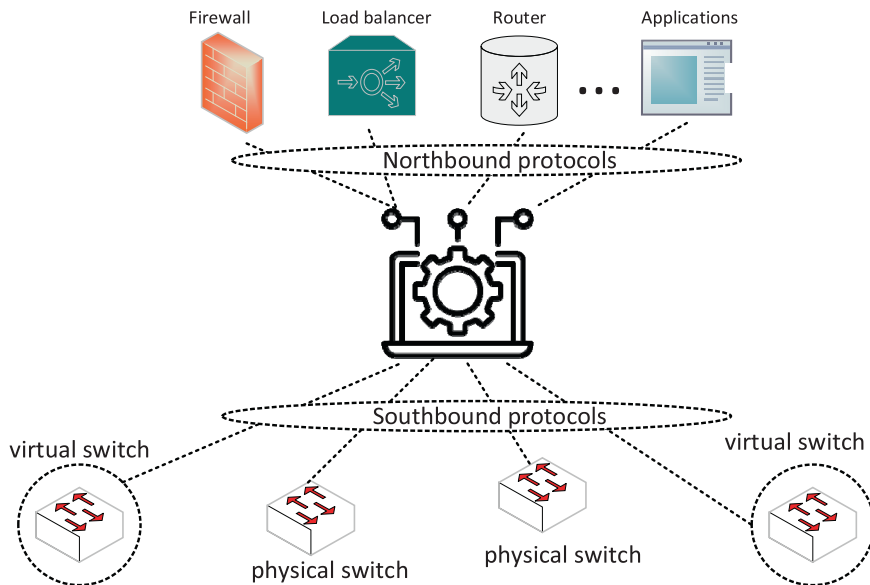 Firewall
Load balancer
Router
Applications
Northbound protocols
Southbound protocols
virtual switch
virtual switch
physical switch
physical switch